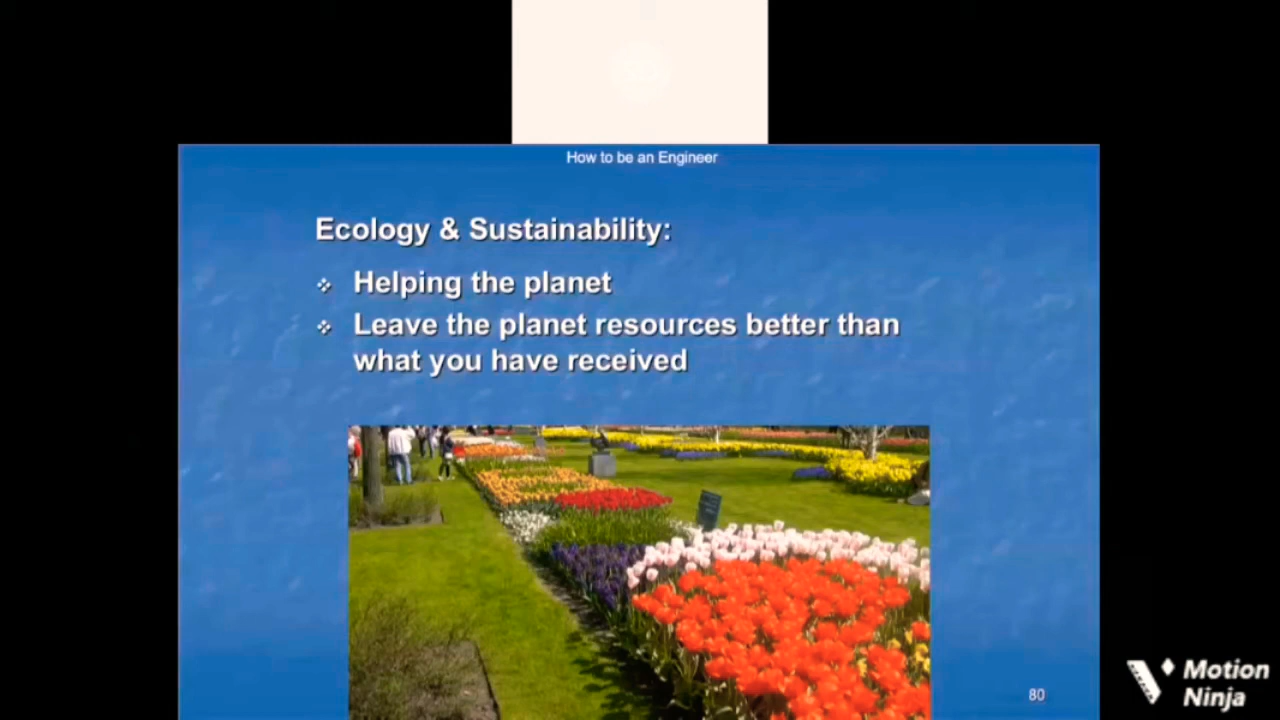 How to be an Engineer
Ecology & Sustainability:
Helping the planet
Leave the planet resources better than
what you have received
80
Motion
Ninja